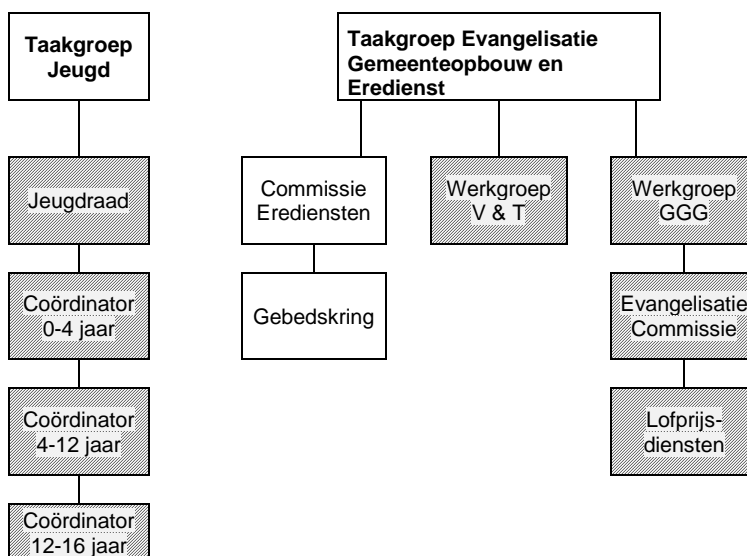 Taakgroep
Jeugd
Taakgroep Evangelisatie
Gemeenteopbouw en
Eredienst
Jeugdraad
Commissie
Erediensten
Werkgroep
V & T
Werkgroep
GGG
Coördinator
0-4 jaar
Gebedskring
Evangelisatie
Commissie
Coördinator
4-12 jaar
Lofprijs-
diensten
Coördinator
12-16 jaar